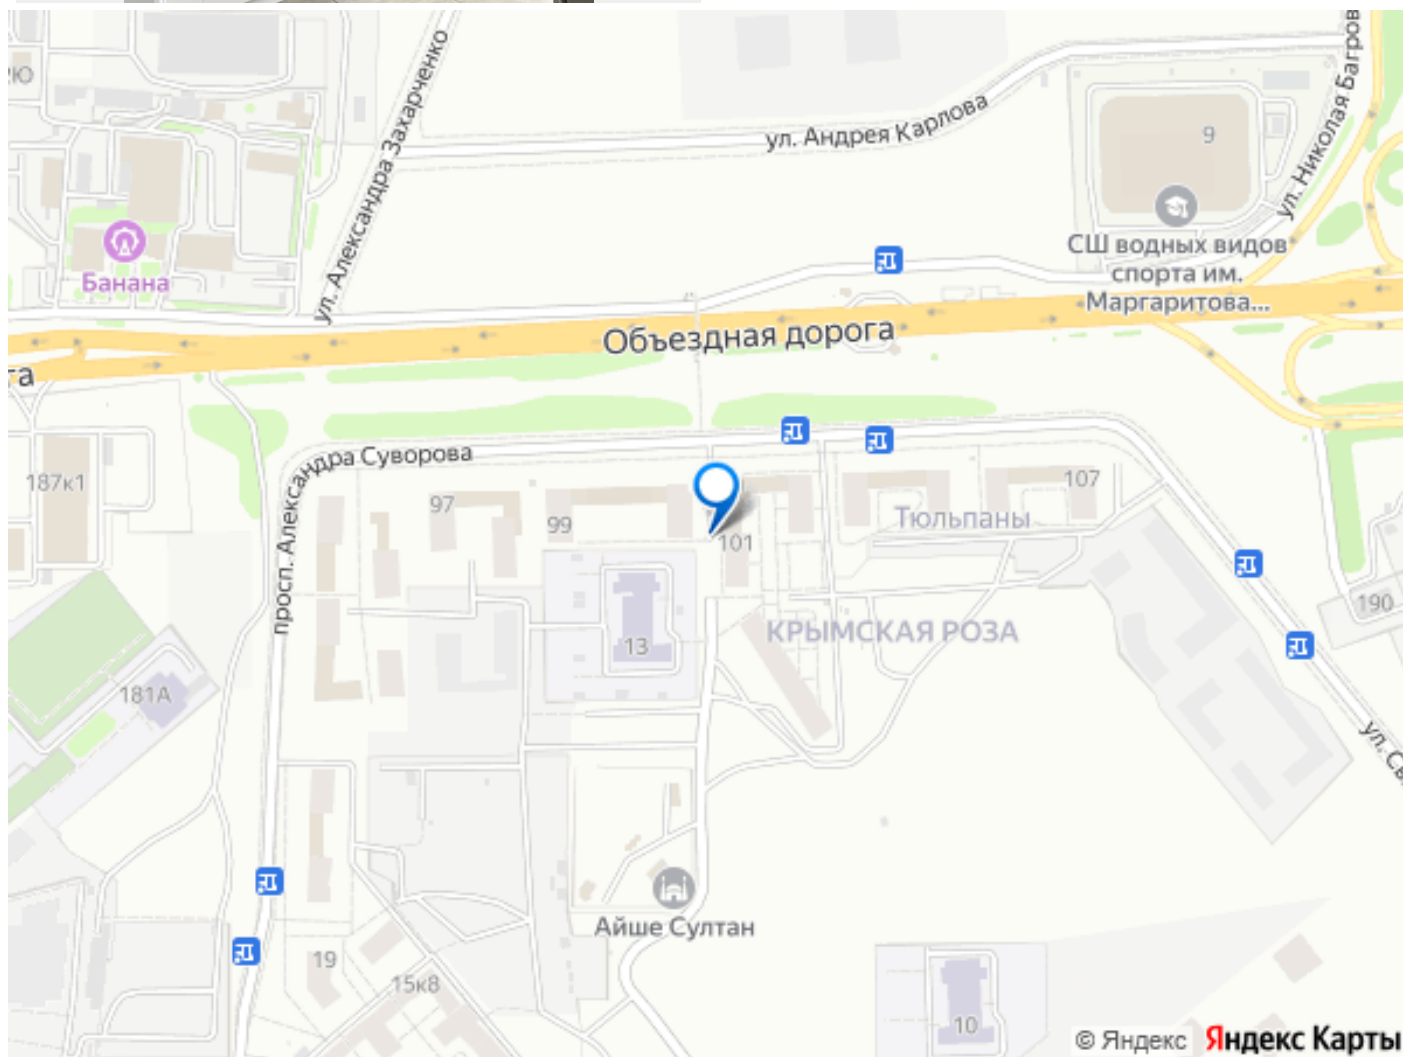 ул. Александра Захарченко
ул. Андрея Карлова
9
ул. Николая Багров
СШ водных видов
спорта им.
Маргаритова...
Банана
Объездная дорога
га
просп. Александра Суворова
187к1
97
99
101
107
Тюльпаны
КРЫМСКАЯ РОЗА
13
181А
190
ул. Св
Айше Султан
19
15к8
10
© Яндекс Яндекс Карты